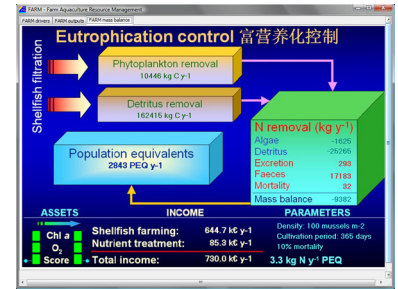 FARM - Farm Aquaculture Resource Management
FARM drivers FARM outputs FARM mass balance
Eutrophication control 富营养化控制
Shellfish filtration
Phytoplankton removal
10446 kg C y-1
Detritus removal
162415 kg C y-1
N removal (kg y-1)
Algae -1625
Detritus -25265
Excretion 293
Faeces 17183
Mortality 32
Mass balance -9382
Population equivalents
2843 PEQ y-1
ASSETS INCOME PARAMETERS
Chl a
O2
Score
Shellfish farming: 644.7 k€ y-1
Nutrient treatment: 85.3 k€ y-1
Total income: 730.0 k€ y-1
Density: 100 mussels m-2
Cultivation period: 365 days
10% mortality
3.3 kg N y-1 PEQ